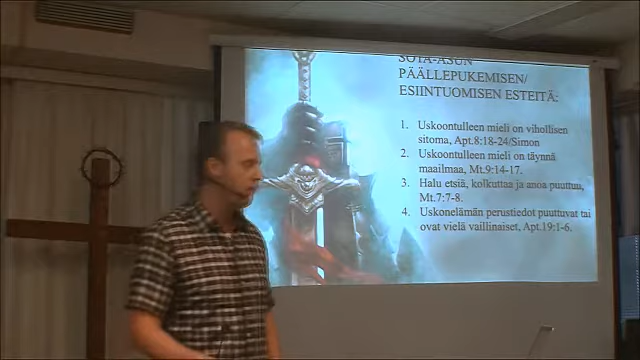 SOTA-ASUN
PÄÄLLEPUKEMISEN/
ESIINTUOMISEN ESTEITÄ:
1. Uskoontulleen mieli on vihollisen
sitoma, Apt.8:18-24/Simon
2. Uskoontulleen mieli on täynnä
maailmaa, Mt.9:14-17.
3. Halu etsiä, kolkuttaa ja anoa puuttuu,
Mt.7:7-8.
4. Uskonelämän perustiedot puuttuvat tai
ovat vielä vaillinaiset, Apt.19:1-6.